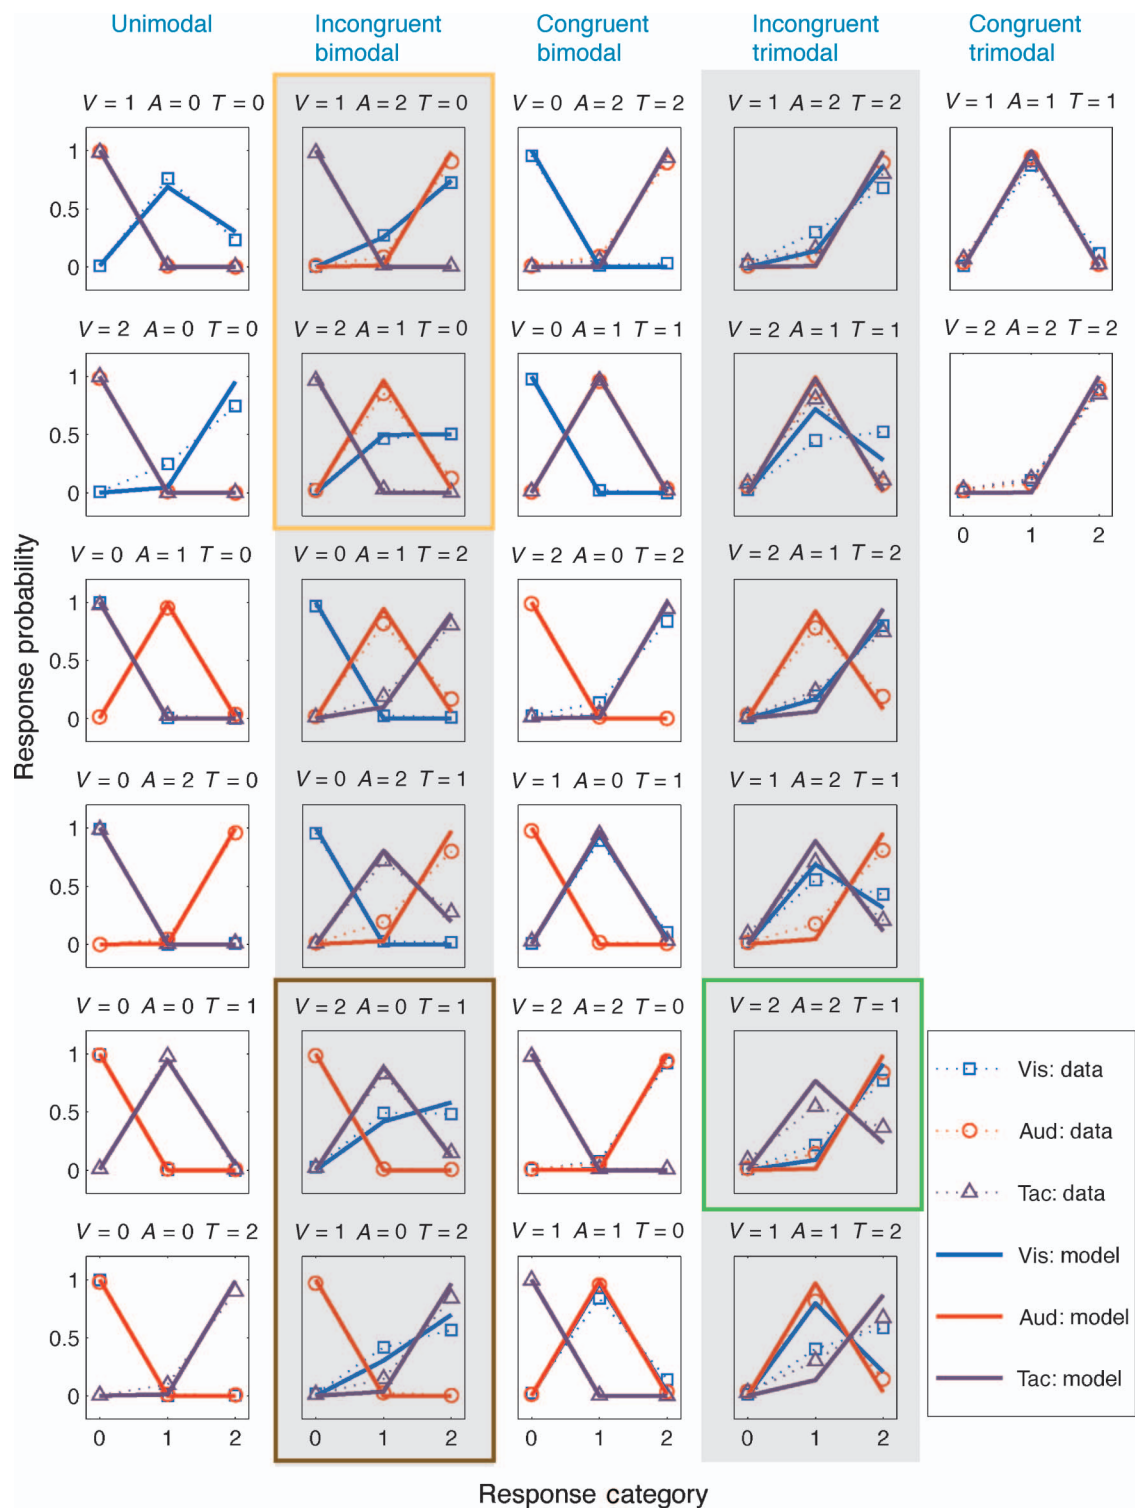 Unimodal
Incongruent bimodal
Congruent bimodal
Incongruent trimodal
Congruent trimodal
V = 1 A = 0 T = 0
V = 1 A = 2 T = 0
V = 0 A = 2 T = 2
V = 1 A = 2 T = 2
V = 1 A = 1 T = 1
1
0.5
0
V = 2 A = 0 T = 0
V = 2 A = 1 T = 0
V = 0 A = 1 T = 1
V = 2 A = 1 T = 1
V = 2 A = 2 T = 2
1
0.5
0
0 1 2
V = 0 A = 1 T = 0
V = 0 A = 1 T = 2
V = 2 A = 0 T = 2
V = 2 A = 1 T = 2
1
0.5
0
Response probability
V = 0 A = 2 T = 0
V = 0 A = 2 T = 1
V = 1 A = 0 T = 1
V = 1 A = 2 T = 1
1
0.5
0
V = 0 A = 0 T = 1
V = 2 A = 0 T = 1
V = 2 A = 2 T = 0
V = 2 A = 2 T = 1
1
0.5
0
V = 0 A = 0 T = 2
V = 1 A = 0 T = 2
V = 1 A = 1 T = 0
V = 1 A = 1 T = 2
1
0.5
0
0 1 2
0 1 2
0 1 2
0 1 2
Response category
Vis: data
Aud: data
Tac: data
Vis: model
Aud: model
Tac: model